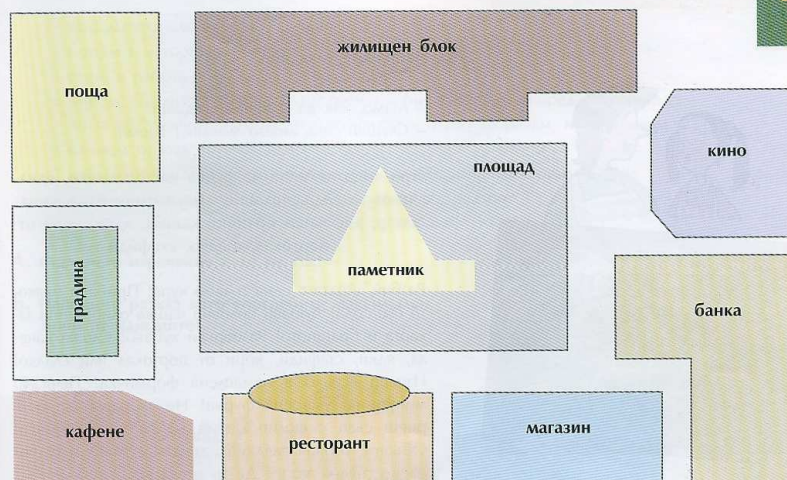 жилищен блок
поща
кино
площад
паметник
градина
банка
кафене
ресторант
магазин